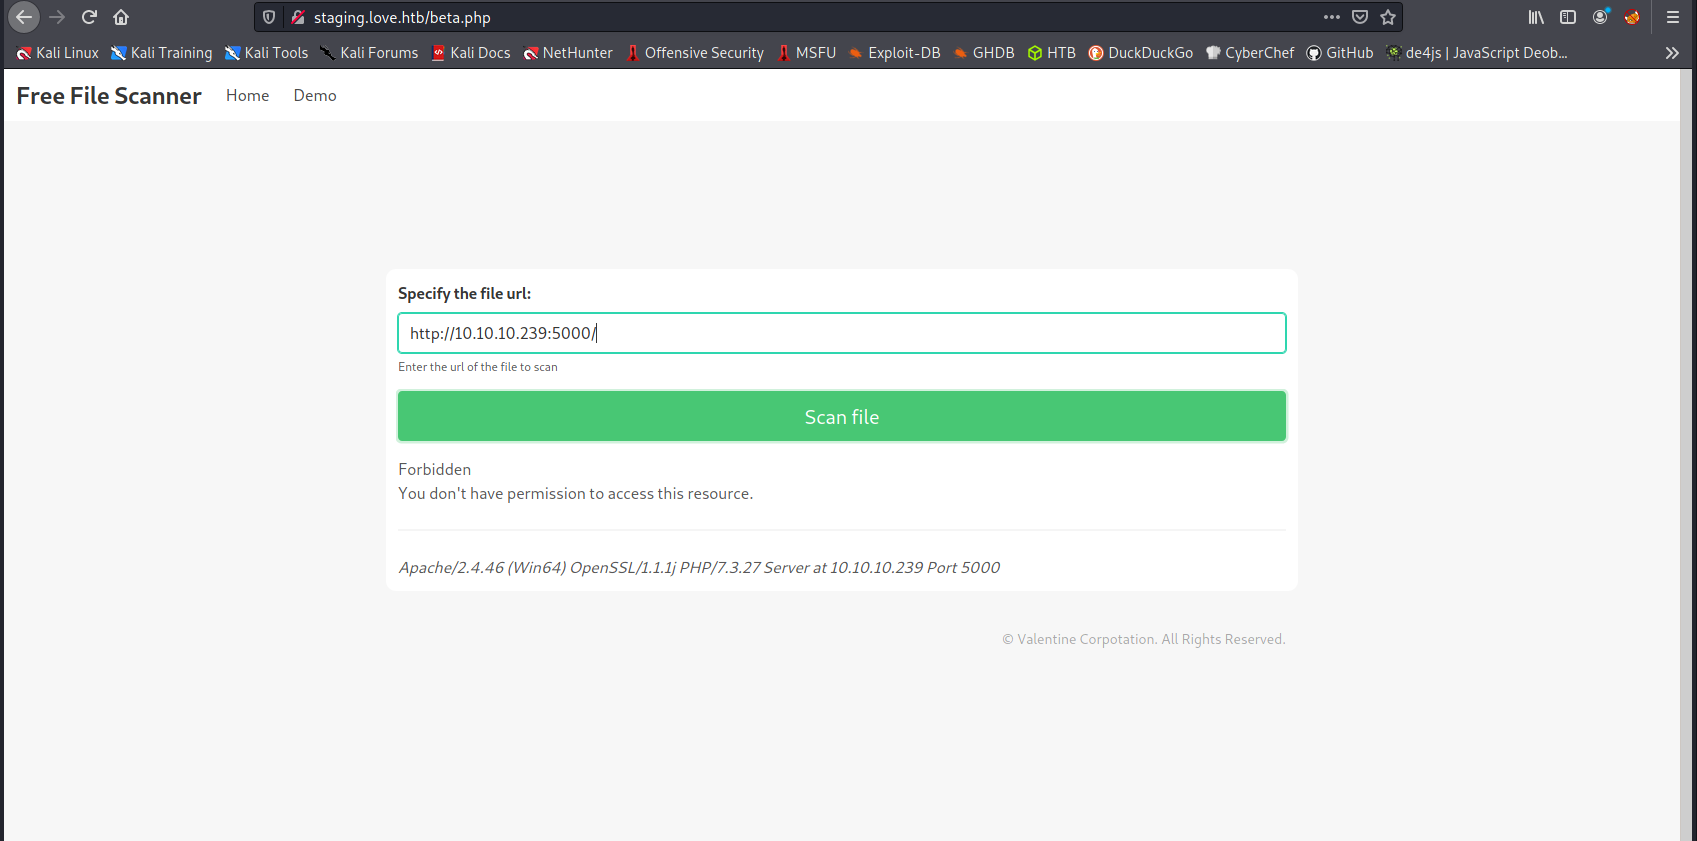 staging.love.htb/beta.php
Kali Linux Kali Training Kali Tools Kali Forums Kali Docs NetHunter Offensive Security MSFU Exploit-DB GHDB HTB DuckDuckGo CyberChef GitHub de4js | JavaScript Deob...
Free File Scanner Home Demo
Specify the file url:
http://10.10.10.239:5000/
Enter the url of the file to scan
Scan file
Forbidden
You don't have permission to access this resource.
Apache/2.4.46 (Win64) OpenSSL/1.1.1j PHP/7.3.27 Server at 10.10.10.239 Port 5000
© Valentine Corpotation. All Rights Reserved.